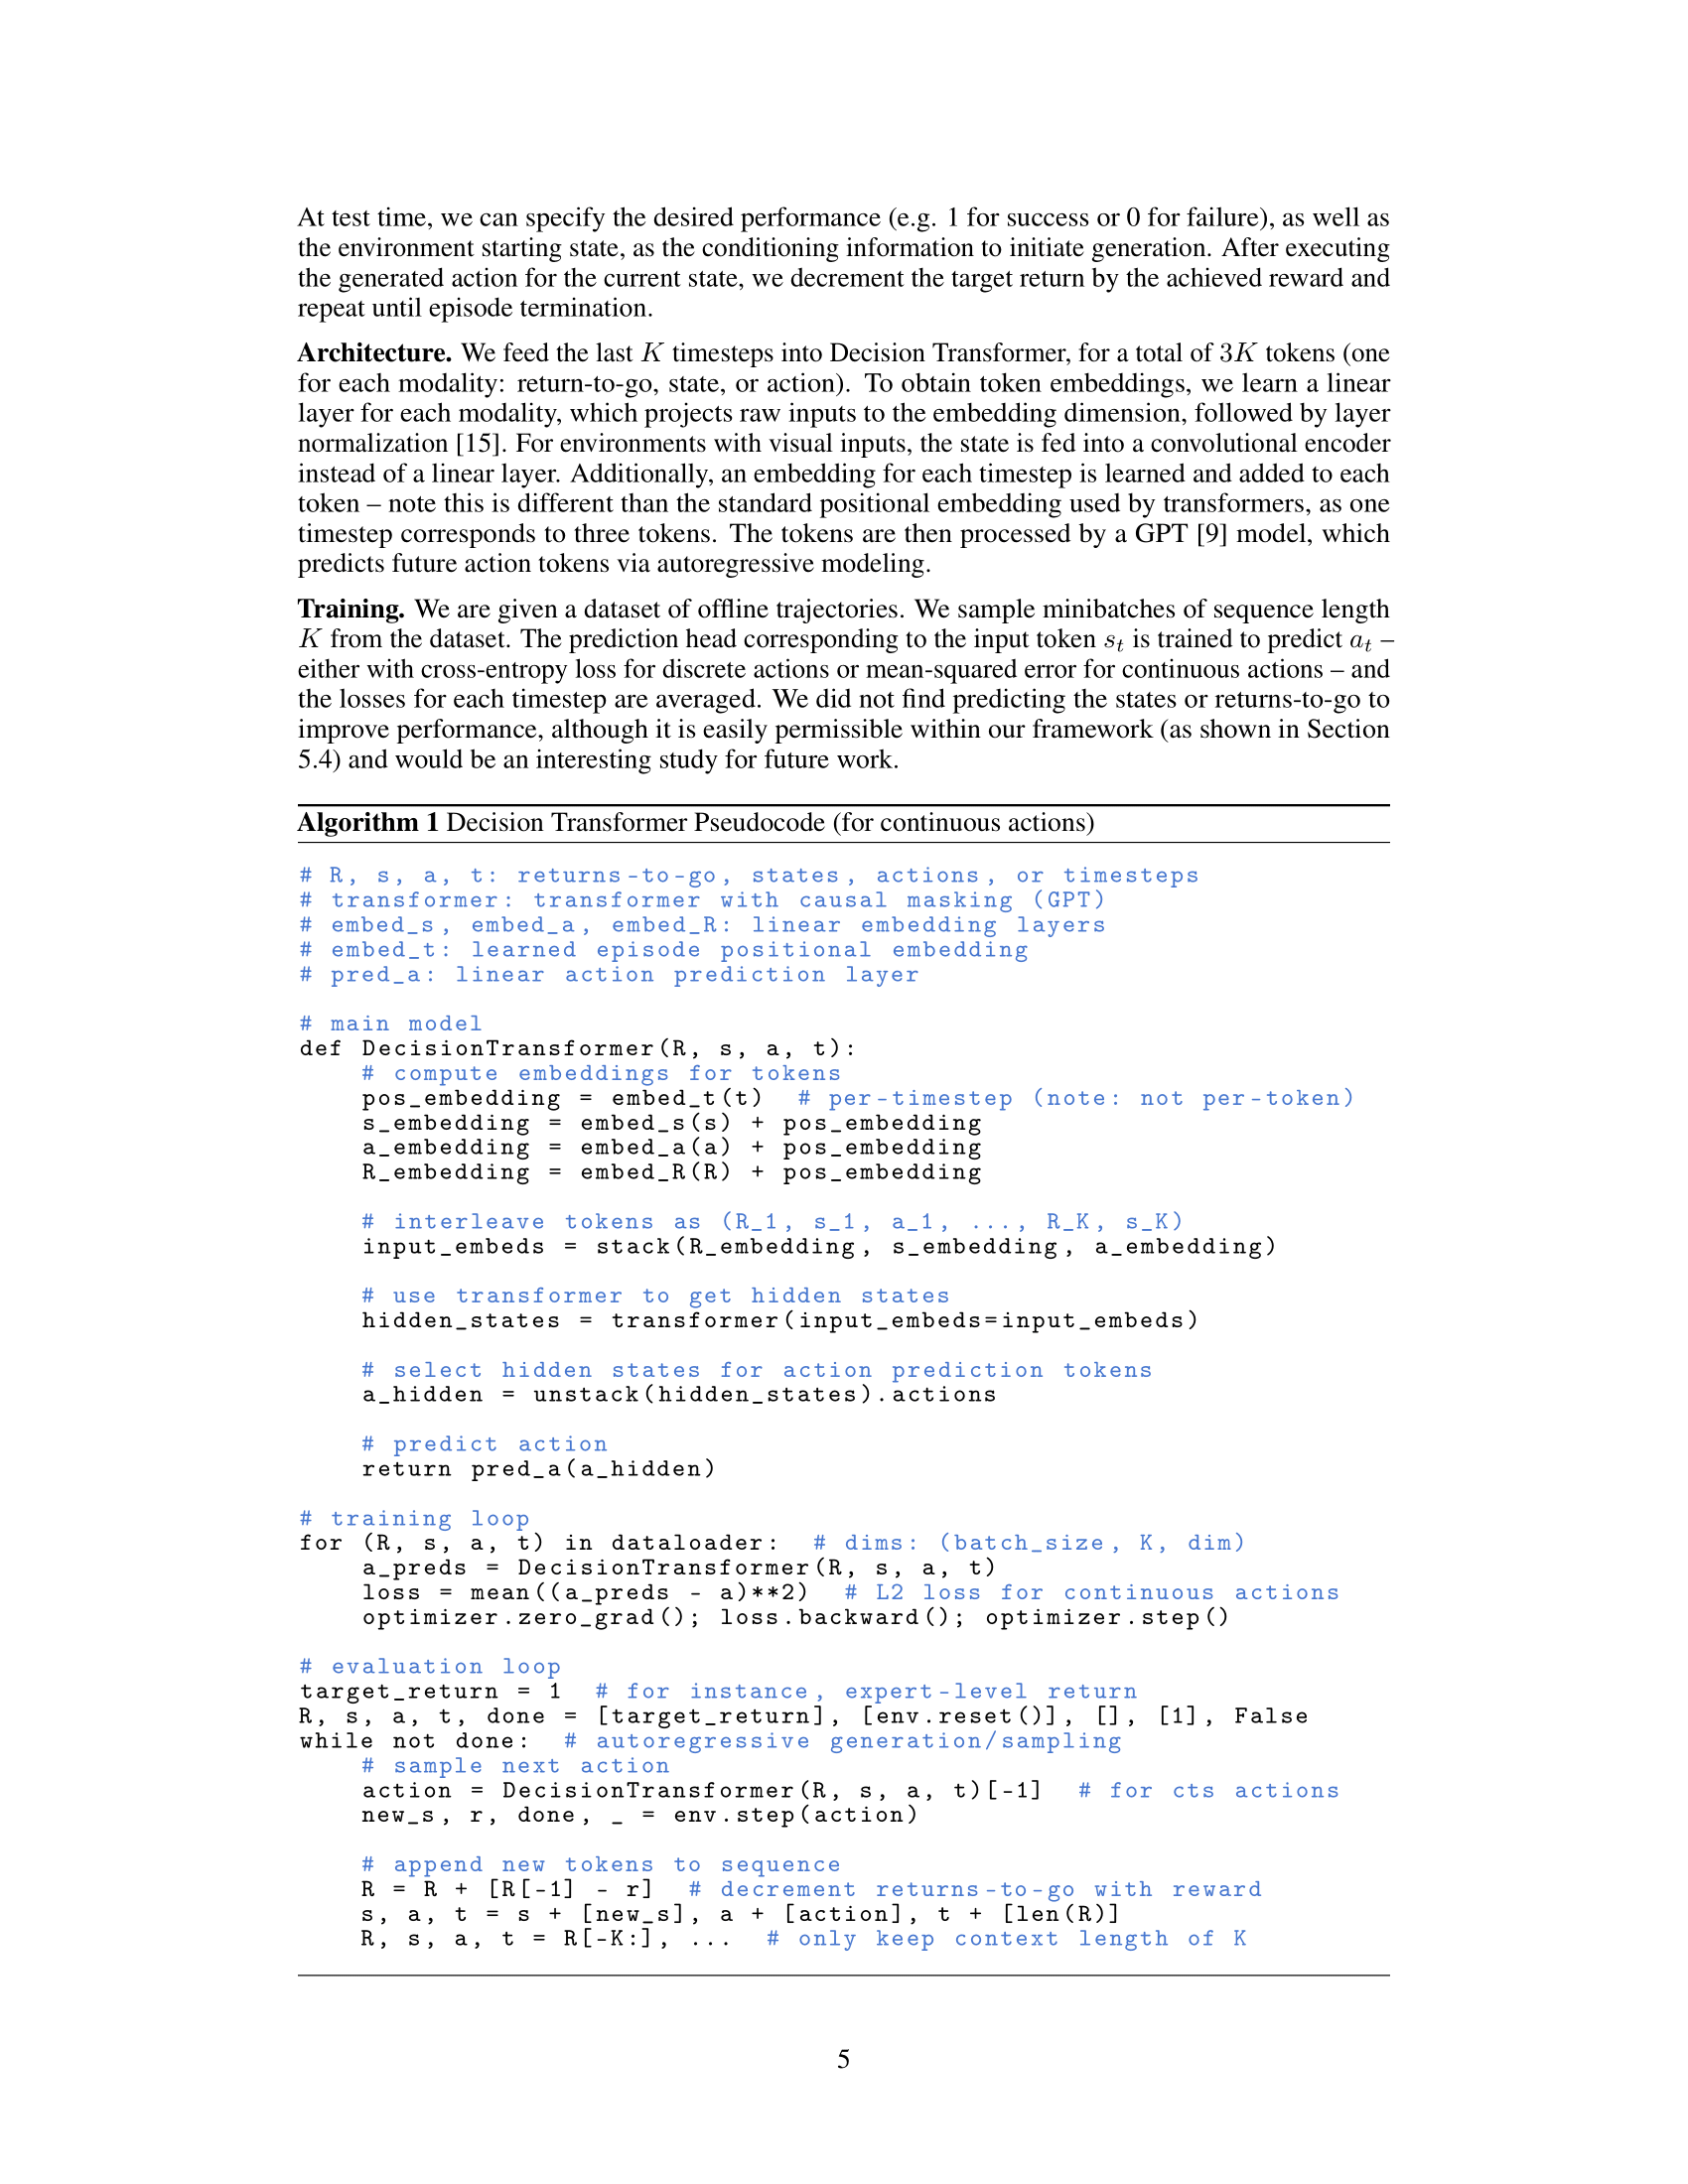 At test time, we can specify the desired performance (e.g. 1 for success or 0 for failure), as well as
the environment starting state, as the conditioning information to initiate generation. After executing
the generated action for the current state, we decrement the target return by the achieved reward and
repeat until episode termination.
Architecture. We feed the last K timesteps into Decision Transformer, for a total of 3K tokens (one
for each modality: return-to-go, state, or action). To obtain token embeddings, we learn a linear
layer for each modality, which projects raw inputs to the embedding dimension, followed by layer
normalization [15]. For environments with visual inputs, the state is fed into a convolutional encoder
instead of a linear layer. Additionally, an embedding for each timestep is learned and added to each
token – note this is different than the standard positional embedding used by transformers, as one
timestep corresponds to three tokens. The tokens are then processed by a GPT [9] model, which
predicts future action tokens via autoregressive modeling.
Training. We are given a dataset of offline trajectories. We sample minibatches of sequence length
K from the dataset. The prediction head corresponding to the input token s_t is trained to predict a_t –
either with cross-entropy loss for discrete actions or mean-squared error for continuous actions – and
the losses for each timestep are averaged. We did not find predicting the states or returns-to-go to
improve performance, although it is easily permissible within our framework (as shown in Section
5.4) and would be an interesting study for future work.
Algorithm 1 Decision Transformer Pseudocode (for continuous actions)
# R, s, a, t: returns-to-go, states, actions, or timesteps
# transformer: transformer with causal masking (GPT)
# embed_s, embed_a, embed_R: linear embedding layers
# embed_t: learned episode positional embedding
# pred_a: linear action prediction layer
# main model
def DecisionTransformer(R, s, a, t):
    # compute embeddings for tokens
    pos_embedding = embed_t(t)  # per-timestep (note: not per-token)
    s_embedding = embed_s(s) + pos_embedding
    a_embedding = embed_a(a) + pos_embedding
    R_embedding = embed_R(R) + pos_embedding
    # interleave tokens as (R_1, s_1, a_1, ..., R_K, s_K)
    input_embeds = stack(R_embedding, s_embedding, a_embedding)
    # use transformer to get hidden states
    hidden_states = transformer(input_embeds=input_embeds)
    # select hidden states for action prediction tokens
    a_hidden = unstack(hidden_states).actions
    # predict action
    return pred_a(a_hidden)
# training loop
for (R, s, a, t) in dataloader:  # dims: (batch_size, K, dim)
    a_preds = DecisionTransformer(R, s, a, t)
    loss = mean((a_preds - a)**2)  # L2 loss for continuous actions
    optimizer.zero_grad(); loss.backward(); optimizer.step()
# evaluation loop
target_return = 1  # for instance, expert-level return
R, s, a, t, done = [target_return], [env.reset()], [], [1], False
while not done:  # autoregressive generation/sampling
    # sample next action
    action = DecisionTransformer(R, s, a, t)[-1]  # for cts actions
    new_s, r, done, _ = env.step(action)
    # append new tokens to sequence
    R = R + [R[-1] - r]  # decrement returns-to-go with reward
    s, a, t = s + [new_s], a + [action], t + [len(R)]
    R, s, a, t = R[-K:], ...  # only keep context length of K
5